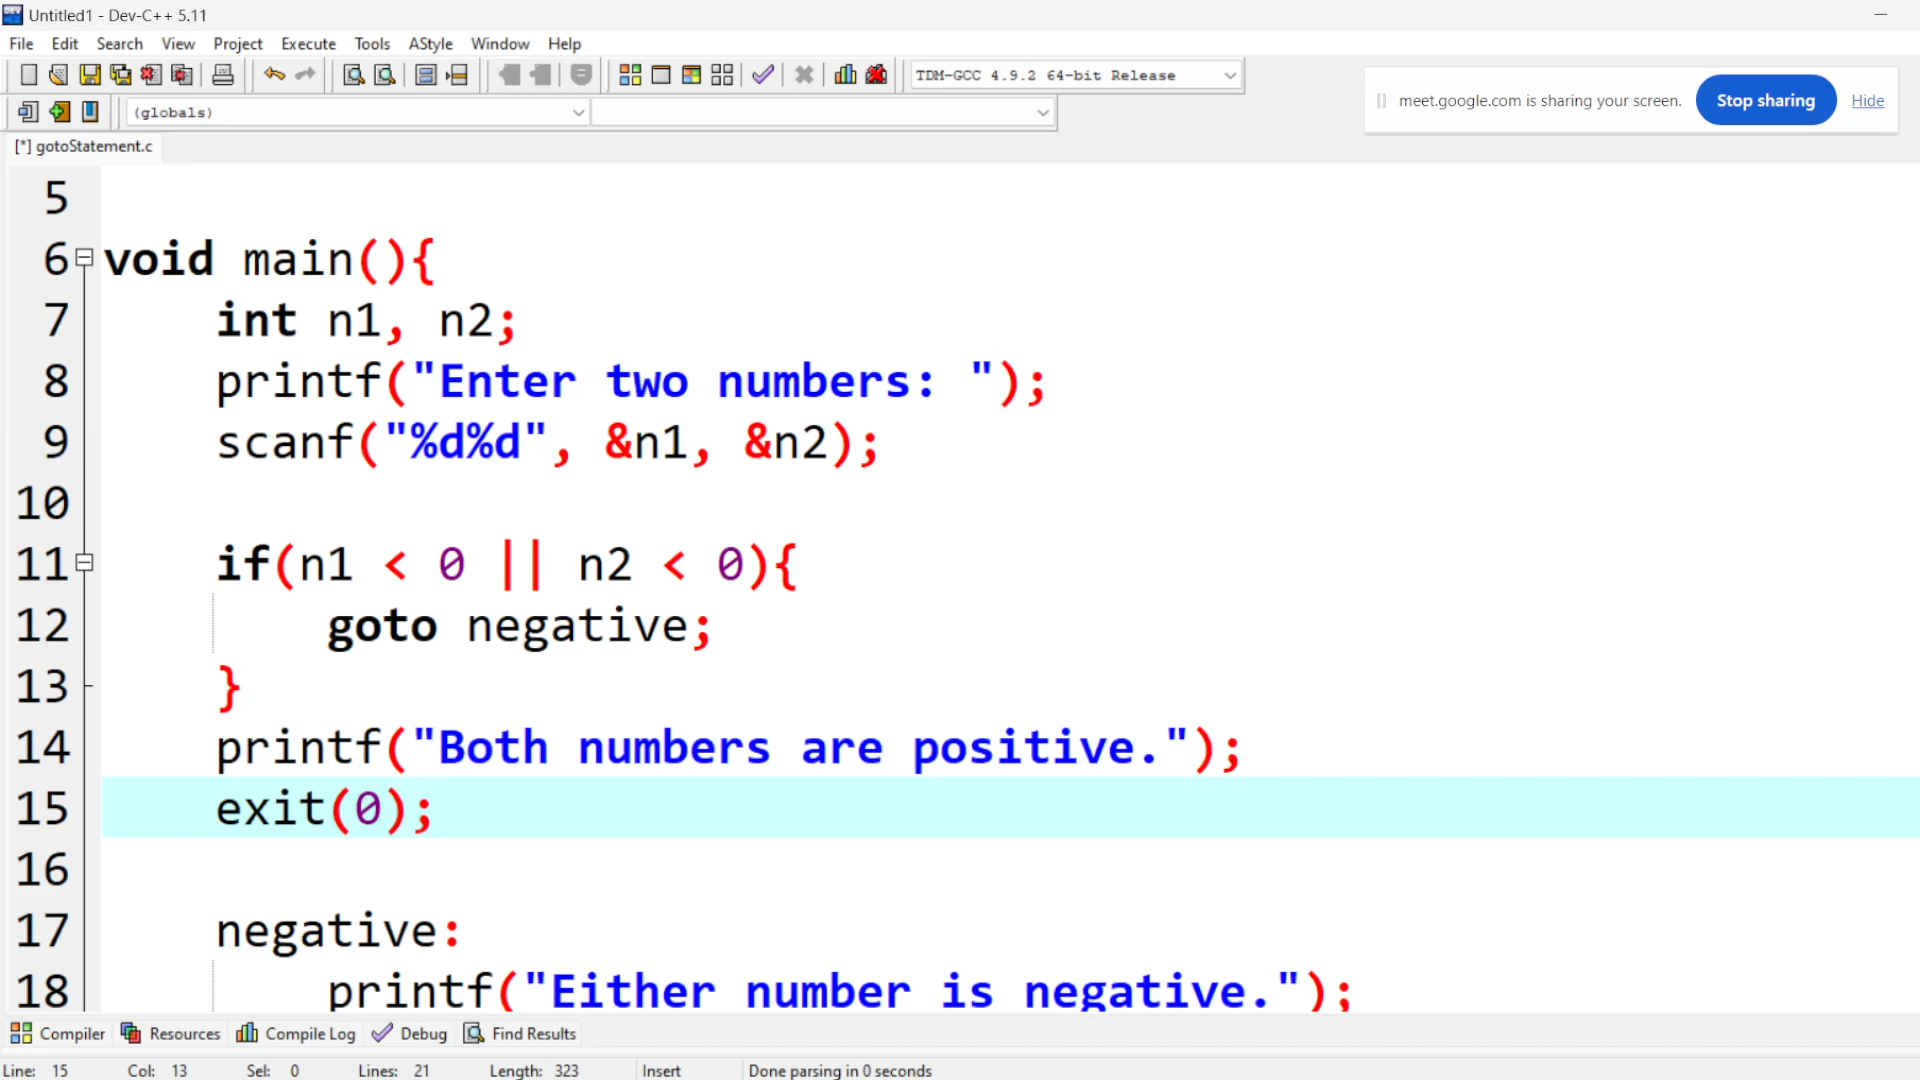 Untitled1 - Dev-C++ 5.11
File Edit Search View Project Execute Tools AStyle Window Help
TDM-GCC 4.9.2 64-bit Release
meet.google.com is sharing your screen. Stop sharing Hide
(globals)
[*] gotoStatement.c
5
6 void main(){
7 int n1, n2;
8 printf("Enter two numbers: ");
9 scanf("%d%d", &n1, &n2);
10
11 if(n1 < 0 || n2 < 0){
12 goto negative;
13 }
14 printf("Both numbers are positive.");
15 exit(0);
16
17 negative:
18 printf("Either number is negative.");
Compiler Resources Compile Log Debug Find Results
Line: 15 Col: 13 Sel: 0 Lines: 21 Length: 323 Insert Done parsing in 0 seconds